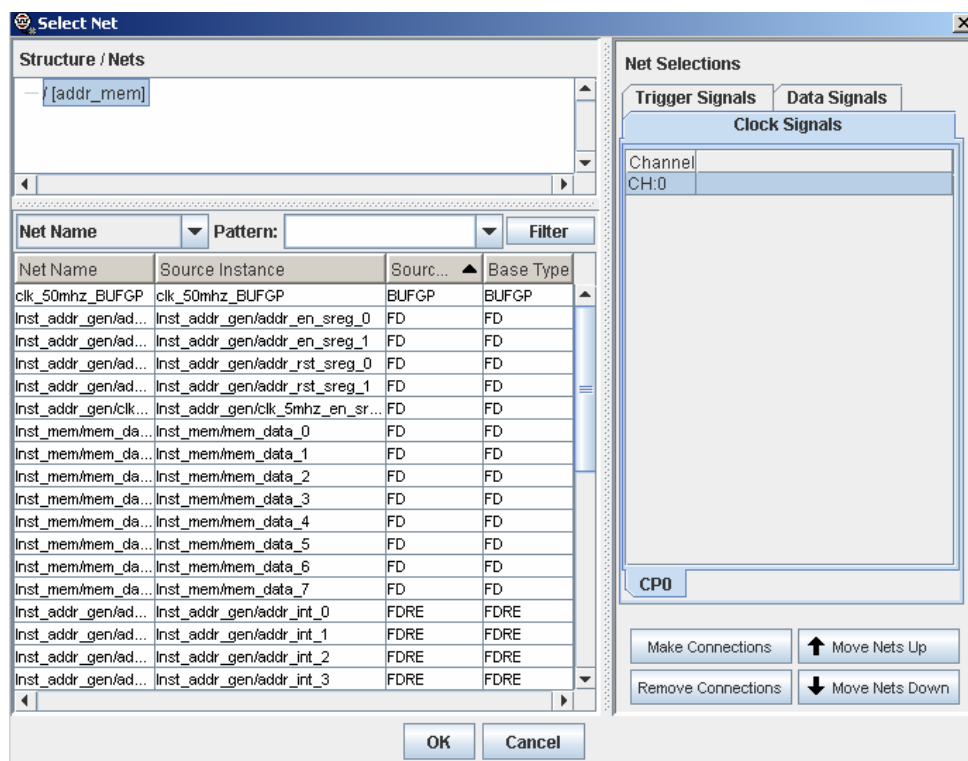 Select Net
Structure / Nets
/ [addr_mem]
Net Name Pattern: Filter
Net Name Source Instance Sourc... Base Type
clk_50mhz_BUFGP clk_50mhz_BUFGP BUFGP BUFGP
Inst_addr_gen/ad... Inst_addr_gen/addr_en_sreg_0 FD FD
Inst_addr_gen/ad... Inst_addr_gen/addr_en_sreg_1 FD FD
Inst_addr_gen/ad... Inst_addr_gen/addr_rst_sreg_0 FD FD
Inst_addr_gen/ad... Inst_addr_gen/addr_rst_sreg_1 FD FD
Inst_addr_gen/clk... Inst_addr_gen/clk_5mhz_en_sr... FD FD
Inst_mem/mem_da... Inst_mem/mem_data_0 FD FD
Inst_mem/mem_da... Inst_mem/mem_data_1 FD FD
Inst_mem/mem_da... Inst_mem/mem_data_2 FD FD
Inst_mem/mem_da... Inst_mem/mem_data_3 FD FD
Inst_mem/mem_da... Inst_mem/mem_data_4 FD FD
Inst_mem/mem_da... Inst_mem/mem_data_5 FD FD
Inst_mem/mem_da... Inst_mem/mem_data_6 FD FD
Inst_mem/mem_da... Inst_mem/mem_data_7 FD FD
Inst_addr_gen/ad... Inst_addr_gen/addr_int_0 FDRE FDRE
Inst_addr_gen/ad... Inst_addr_gen/addr_int_1 FDRE FDRE
Inst_addr_gen/ad... Inst_addr_gen/addr_int_2 FDRE FDRE
Inst_addr_gen/ad... Inst_addr_gen/addr_int_3 FDRE FDRE
Net Selections
Trigger Signals Data Signals
Clock Signals
Channel
CH:0
CP0
Make Connections Move Nets Up
Remove Connections Move Nets Down
OK Cancel